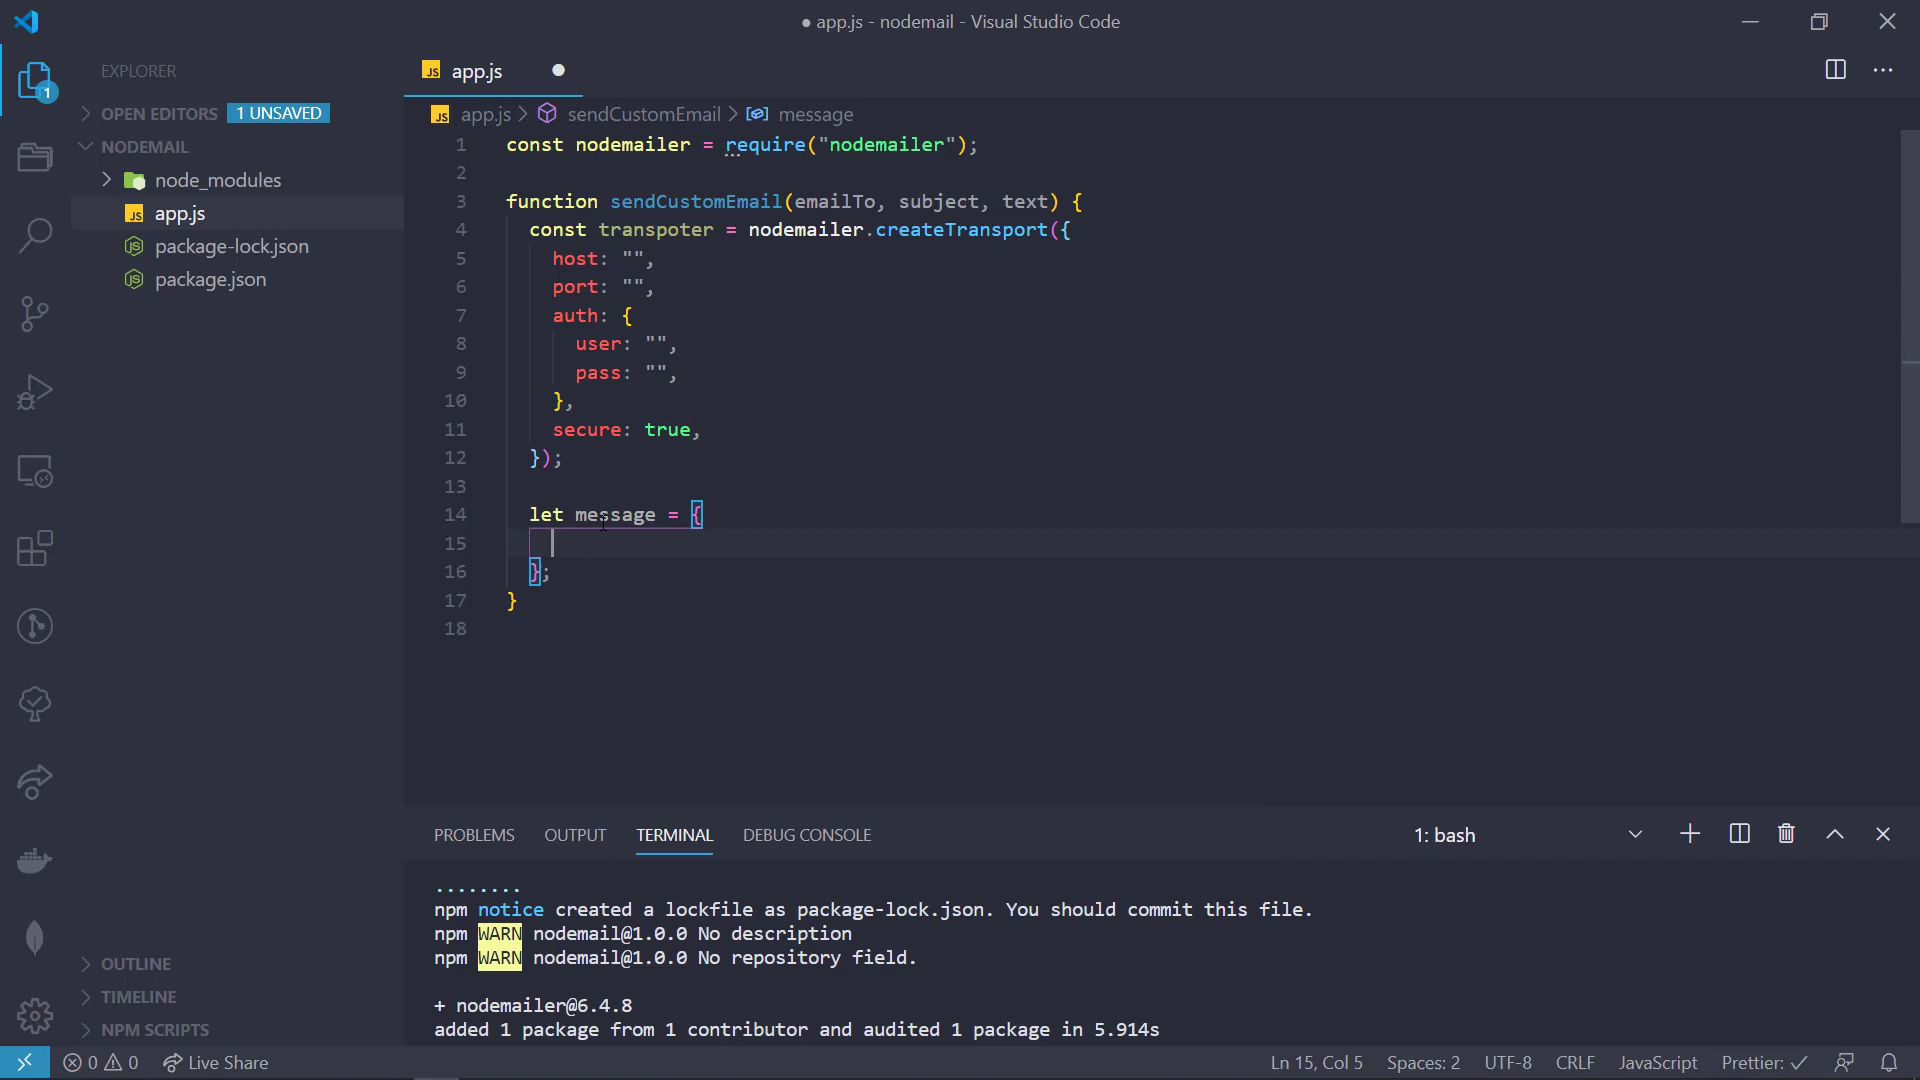 ● app.js - nodemail - Visual Studio Code
EXPLORER
JS app.js
1
OPEN EDITORS 1 UNSAVED
NODEMAIL
node_modules
JS app.js
JS package-lock.json
JS package.json
JS app.js > sendCustomEmail > message
1 const nodemailer = require("nodemailer");
2
3 function sendCustomEmail(emailTo, subject, text) {
4 const transpoter = nodemailer.createTransport({
5 host: "",
6 port: "",
7 auth: {
8 user: "",
9 pass: "",
10 },
11 secure: true,
12 });
13
14 let message = {
15
16 };
17 }
18
PROBLEMS OUTPUT TERMINAL DEBUG CONSOLE 1: bash
........
npm notice created a lockfile as package-lock.json. You should commit this file.
npm WARN nodemail@1.0.0 No description
npm WARN nodemail@1.0.0 No repository field.
+ nodemailer@6.4.8
added 1 package from 1 contributor and audited 1 package in 5.914s
OUTLINE
TIMELINE
NPM SCRIPTS
0 0 Live Share Ln 15, Col 5 Spaces: 2 UTF-8 CRLF JavaScript Prettier: ✓